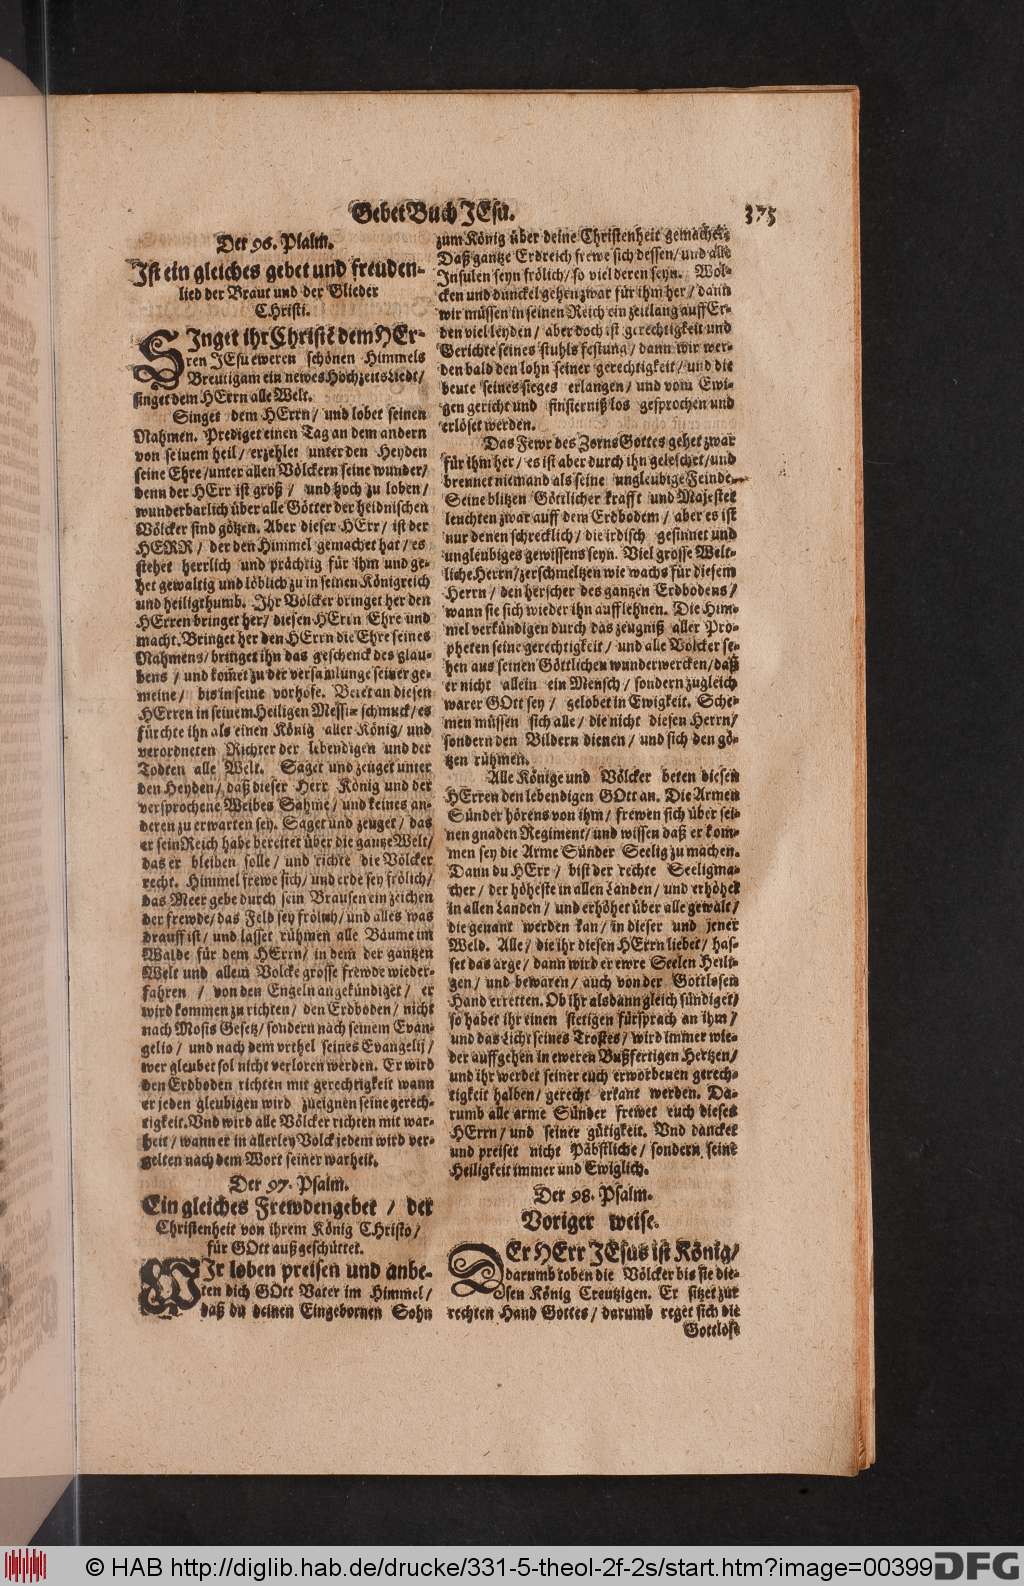 Gebet Buch JEsu.
375
Der 96. Psalm.
Jst ein gleiches gebet und freuden-
lied der Braut und der Glieder
CHristi.
SJnget ihr Christẽ dem HEr-
ren JEsu eweren schönen Himmels
Breutigam ein newes HochzeitsLiedt/
singet dem HErrn alle Welt.
Singet dem HErrn/ und lobet seinen
Nahmen. Prediget einen Tag an dem andern
von seinem heil/ erzehlet unter den Heyden
seine Ehre/unter allen Völckern seine wunder/
denn der HErr ist groß/ und hoch zu loben/
wunderbarlich über alle Götter der heidnischen
Völcker sind götzen. Aber dieser HErr/ ist der
HERR/ der den Himmel gemachet hat/ es
stehet herrlich und prächtig für ihm und ge-
het gewaltig und löblich zu in seinen Königreich
und heiligthumb. Jhr Völcker bringet her den
HErren bringet her/ diesen HErrn Ehre und
macht. Bringet her den HErrn die Ehre seines
Nahmens/ bringet ihn das geschenck des glau-
bens/ und kom̃et zu der versamlunge seiner ge-
meine/ bis in seine vorhöfe. Betet an diesen
HErren in seinem Heiligen Messiæ schmuck/ es
fürchte ihn als einen König aller König/ und
verordneten Richter der lebendigen und der
Todten alle Welt. Saget und zeuget unter
den Heyden/ daß dieser Herr König und der
versprochene Weibes Sahme/ und keines an-
deren zu erwarten sey. Saget und zeuget/ das
er sein Reich habe bereitet über die gantze Welt/
das er bleiben solle/ und richte die Völcker
recht. Himmel frewe sich/ und erde sey frölich/
das Meer gebe durch sein Brausen ein zeichen
der frewde/ das Feld sey frölich/ und alles was
drauff ist/ und lasset rühmen alle Bäume im
Walde für dem HErrn/ in dem der gantzen
Welt und allem Volcke grosse frewde wieder-
fahren/ von den Engeln angekündiget/ er
wird kommen zu richten/ den Erdboden/ nicht
nach Mosis Gesetz/ sondern nach seinem Evan-
gelio/ und nach dem vrthel seines Evangelij/
wer gleubet sol nicht verloren werden. Er wird
den Erdboden richten mit gerechtigkeit wann
er jeden gleubigen wird zueignen seine gerech-
tigkeit. Vnd wird alle Völcker richten mit war-
heit/ wann er in allerley Volck jedem wird ver-
gelten nach dem Wort seiner warheit.
Der 97. Psalm.
Ein gleiches Frewdengebet/ der
Christenheit von ihrem König CHristo/
für GOtt außgeschüttet.
WJr loben preisen und anbe-
ten dich GOtt Vater im Himmel/
daß du deinen Eingebornen Sohn
zum König über deine Christenheit gemachet.
Daß gantze Erdreich frewe sich dessen/ und alle
Jnsulen seyn frölich/ so viel deren seyn. Wol-
cken und dunckel gehen zwar für ihm her/ dann
wir müssen in seinen Reich ein zeitlang auff Er-
den viel leyden/ aber doch ist gerechtigkeit und
Gerichte seines stuhls festung/ dann wir wer-
den bald den lohn seiner gerechtigkeit/ und die
beute seines sieges erlangen/ und vom Ewi-
gen gericht und finsterniß los gesprochen und
erlöset werden.
Das Fewr des Zorns Gottes gehet zwar
für ihm her/ es ist aber durch ihn geleschet/ und
brennet niemand als seine ungleubige Feinde.
Seine blitzen Göttlicher krafft und Majestet
leuchten zwar auff dem Erdbodem/ aber es ist
nur denen schrecklich/ die irdisch gesinnet und
ungleubiges gewissens seyn. Viel grosse Welt-
liche Herrn/zerschmeltzen wie wachs für diesem
Herrn/ den herscher des gantzen Erdbodens/
wann sie sich wieder ihn aufflehnen. Die Him-
mel verkündigen durch das zeugniß aller Pro-
pheten seine gerechtigkeit/ und alle Völcker se-
hen aus seinen Göttlichen wunderwercken/daß
er nicht allein ein Mensch/ sondern zugleich
warer GOtt sey/ gelobet in Ewigkeit. Sche-
men müssen sich alle/ die nicht diesen Herrn/
sondern den Bildern dienen/ und sich den gö-
tzen rühmen.
Alle Könige und Völcker beten diesen
HErren den lebendigen GOtt an. Die Armen
Sünder hörens von ihm/ frewen sich über sei-
nen gnaden Regiment/ und wissen daß er kom-
men sey die Arme Sünder Seelig zu machen.
Dann du HErr/ bist der rechte Seeligma-
cher/ der höheste in allen Landen/ und erhöhet
in allen Landen/ und erhöhet über alle gewalt/
die genant werden kan/ in dieser und jener
Weld. Alle/ die ihr diesen HErrn liebet/ has-
set das arge/ dann wird er ewre Seelen Heili-
gen/ und bewaren/ auch von der Gottlosen
Hand erretten. Ob ihr alsdann gleich sündiget/
so habet ihr einen stetigen fürsprach an ihm/
und das Licht seines Trostes/ wird immer wie-
der auffgehen in eweren Bußfertigen Hertzen/
und ihr werdet seiner euch erworbenen gerech-
tigkeit halben/ gerecht erkant werden. Da-
rumb alle arme Sünder frewet euch dieses
HErrn/ und seiner gütigkeit. Vnd dancket
und preiset nicht Päbstliche/ sondern seine
Heiligkeit immer und Ewiglich.
Der 98. Psalm.
Voriger weise.
DEr HErr JEsus ist König/
darumb toben die Völcker bis sie die-
sen König Creutzigen. Er sitzet zur
rechten Hand Gottes/ darumb reget sich die
Gottlose
© HAB http://diglib.hab.de/drucke/331-5-theol-2f-2s/start.htm?image=00399
DFG